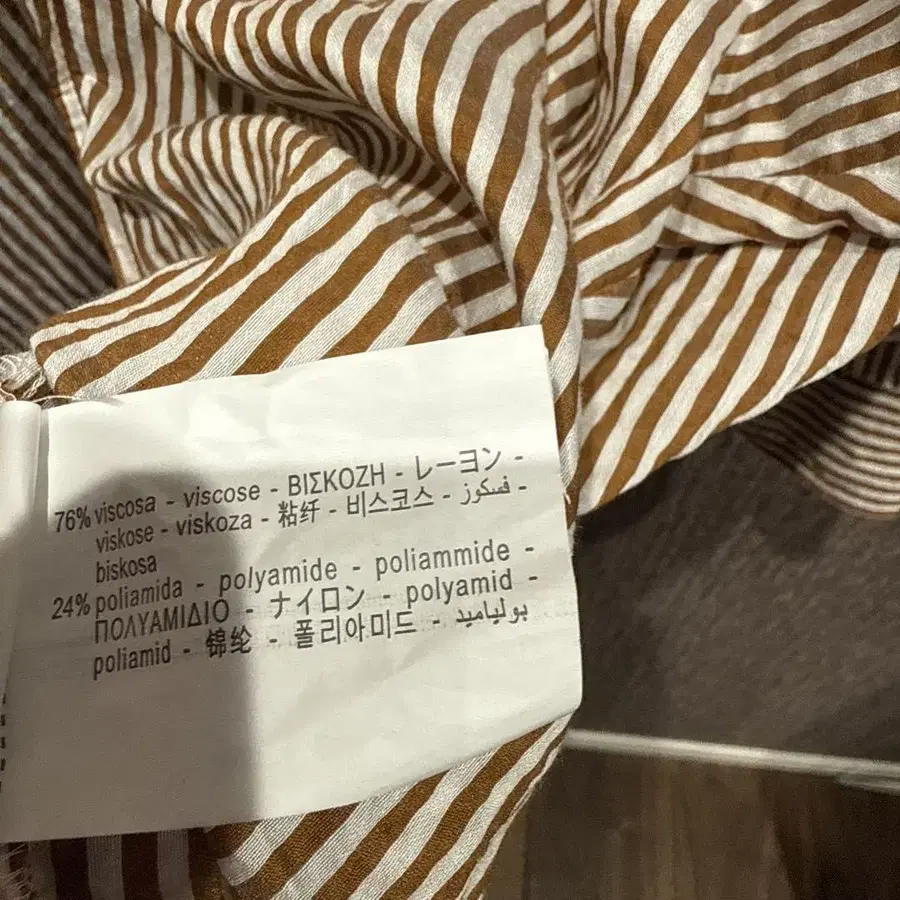 76% viscosa - viscose - ΒΙΣΚΟΖΗ - レーヨン -
viskose - viskoza - 粘纤 - 비스코스 - فسكوز -
biskosa
24% poliamida - polyamide - poliammide -
ΠΟΛΥΑΜΙΔΙΟ - ナイロン - polyamid -
poliamid - 锦纶 - 폴리아미드 - بولياميد